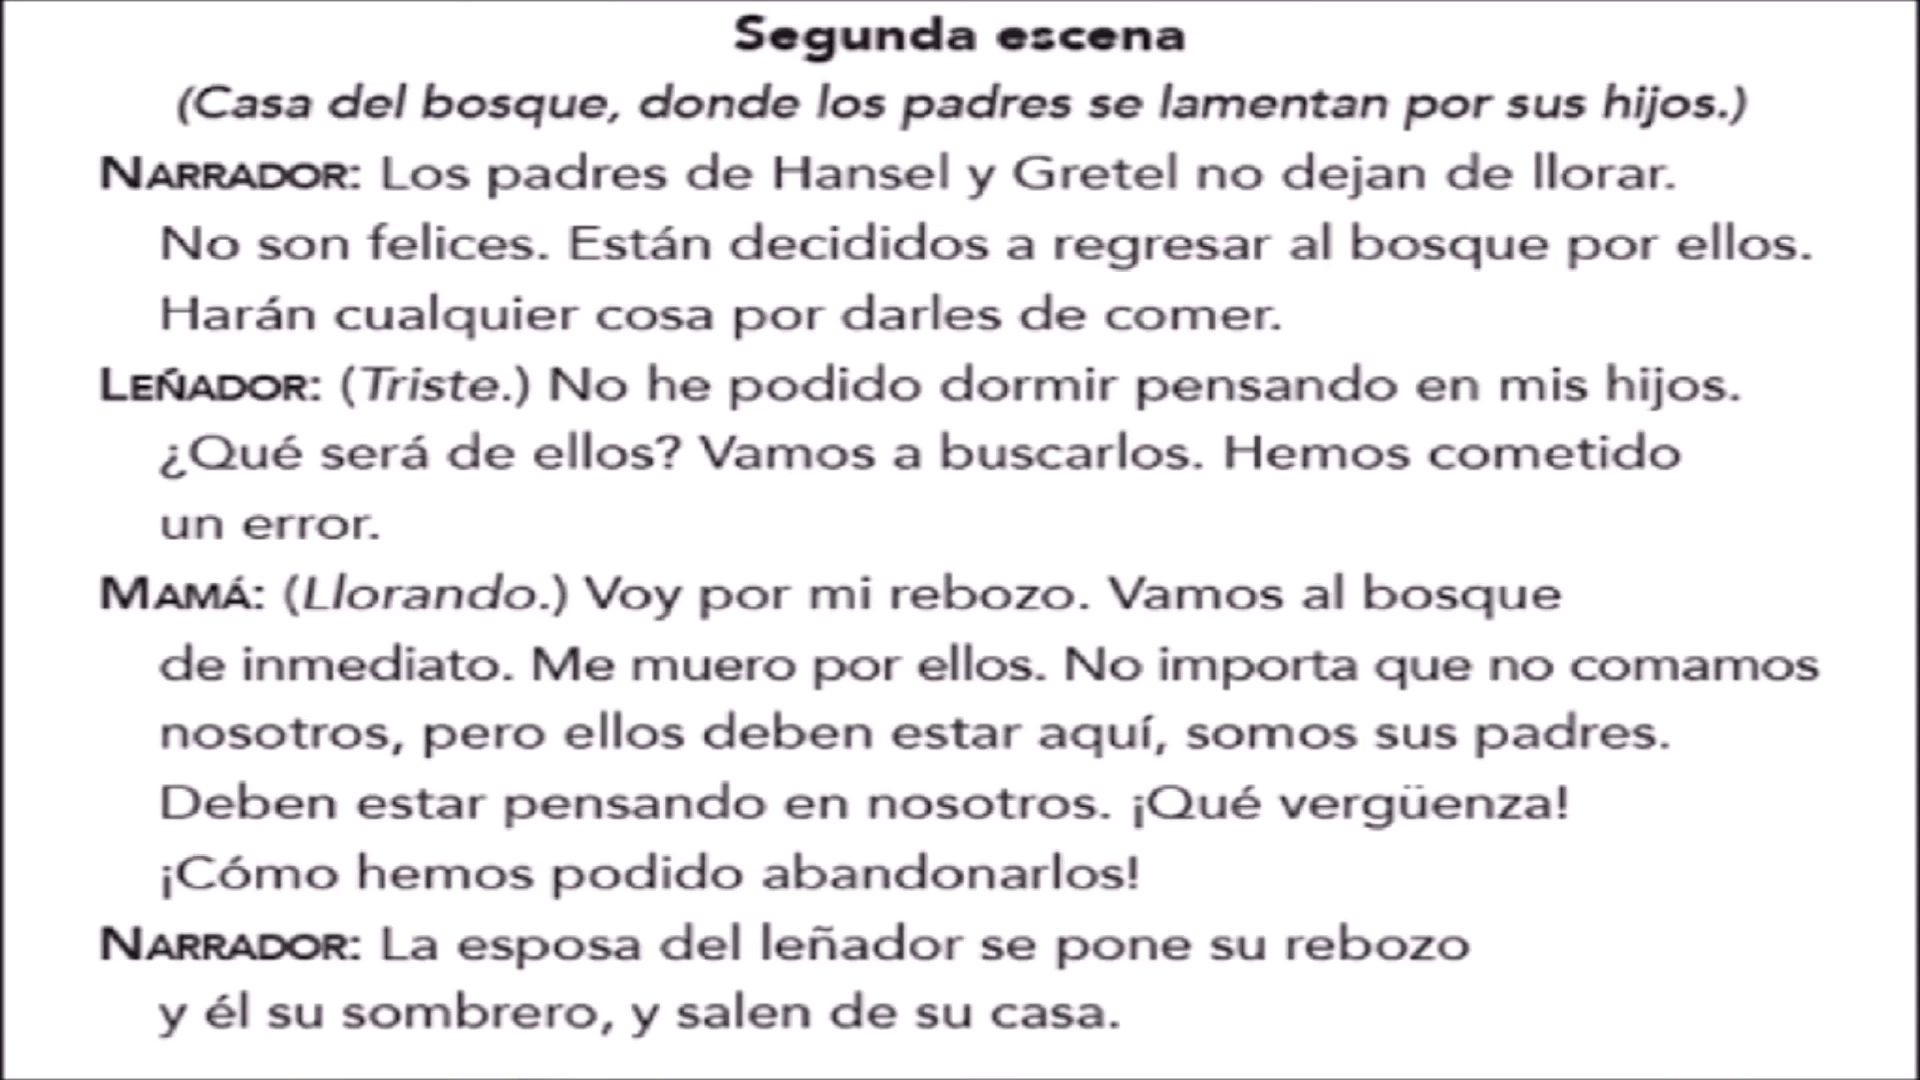 Segunda escena
(Casa del bosque, donde los padres se lamentan por sus hijos.)
NARRADOR: Los padres de Hansel y Gretel no dejan de llorar.
No son felices. Están decididos a regresar al bosque por ellos.
Harán cualquier cosa por darles de comer.
LEÑADOR: (Triste.) No he podido dormir pensando en mis hijos.
¿Qué será de ellos? Vamos a buscarlos. Hemos cometido
un error.
MAMÁ: (Llorando.) Voy por mi rebozo. Vamos al bosque
de inmediato. Me muero por ellos. No importa que no comamos
nosotros, pero ellos deben estar aquí, somos sus padres.
Deben estar pensando en nosotros. ¡Qué vergüenza!
¡Cómo hemos podido abandonarlos!
NARRADOR: La esposa del leñador se pone su rebozo
y él su sombrero, y salen de su casa.